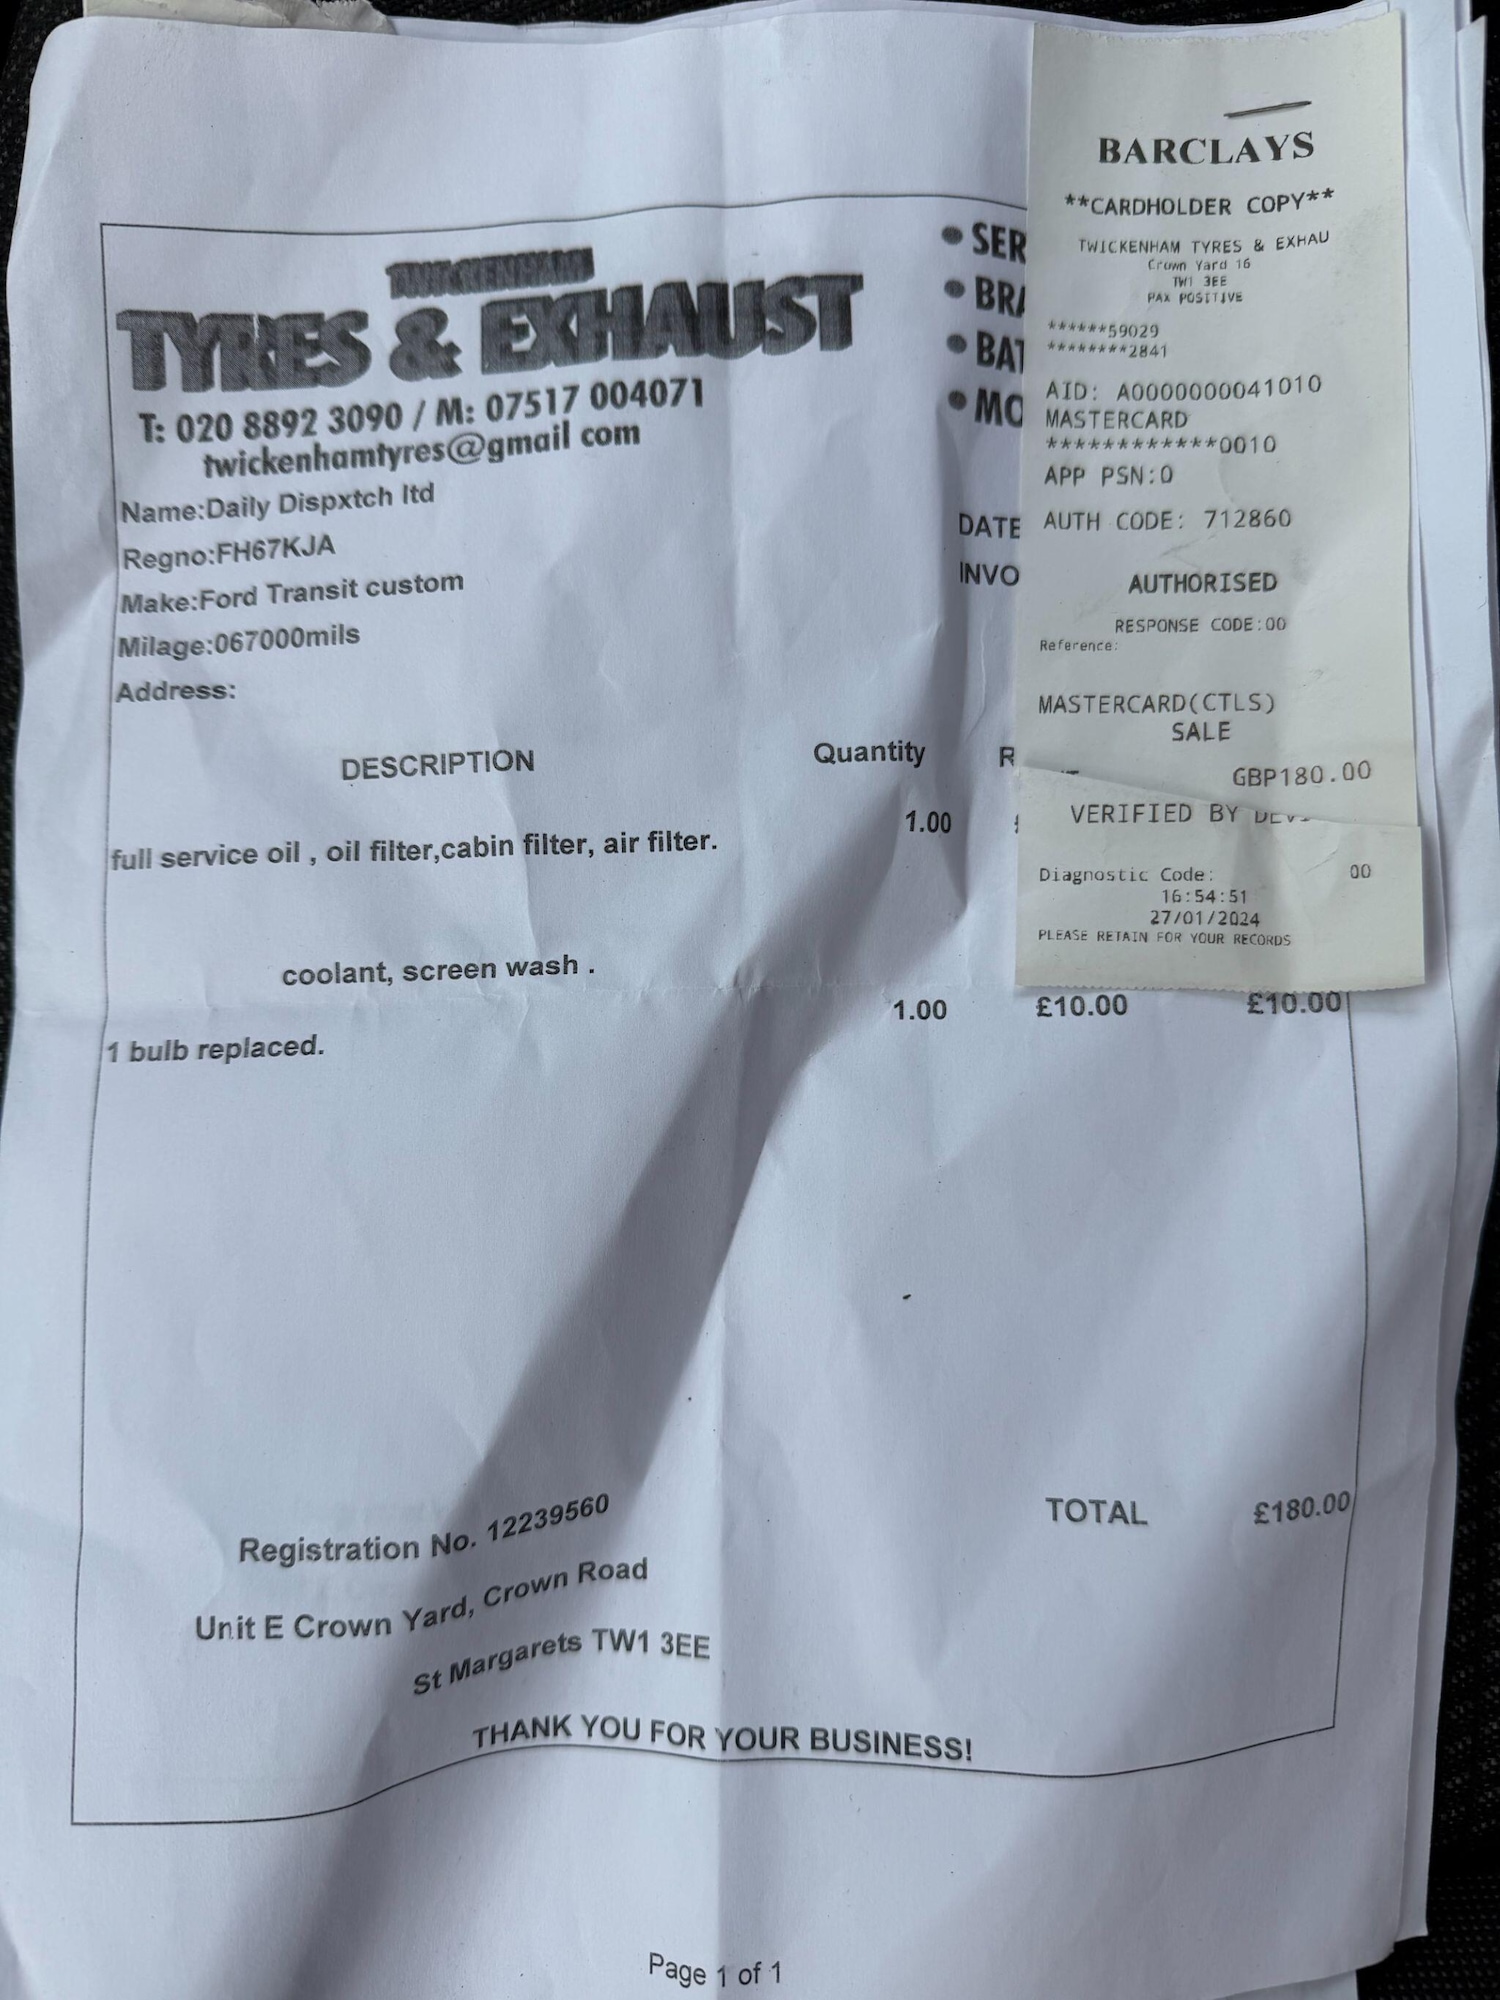 TWICKENHAM
TYRES & EXHAUST
T: 020 8892 3090 / M: 07517 004071
twickenhamtyres@gmail com
• SER
• BRA
• BAT
• MO
Name:Daily Dispxtch ltd
Regno:FH67KJA
Make:Ford Transit custom
Milage:067000mils
Address:
DATE
INVO
DESCRIPTION Quantity R
full service oil , oil filter,cabin filter, air filter. 1.00
coolant, screen wash .
1 bulb replaced. 1.00 £10.00 £10.00
TOTAL £180.00
Registration No. 12239560
Unit E Crown Yard, Crown Road
St Margarets TW1 3EE
THANK YOU FOR YOUR BUSINESS!
Page 1 of 1
BARCLAYS
**CARDHOLDER COPY**
TWICKENHAM TYRES & EXHAU
Crown Yard 16
TW1 3EE
PAX POSITIVE
******59029
********2841
AID: A0000000041010
MASTERCARD
************0010
APP PSN:0
AUTH CODE: 712860
AUTHORISED
RESPONSE CODE:00
Reference:
MASTERCARD(CTLS)
SALE
GBP180.00
VERIFIED BY
Diagnostic Code: 00
16:54:51
27/01/2024
PLEASE RETAIN FOR YOUR RECORDS